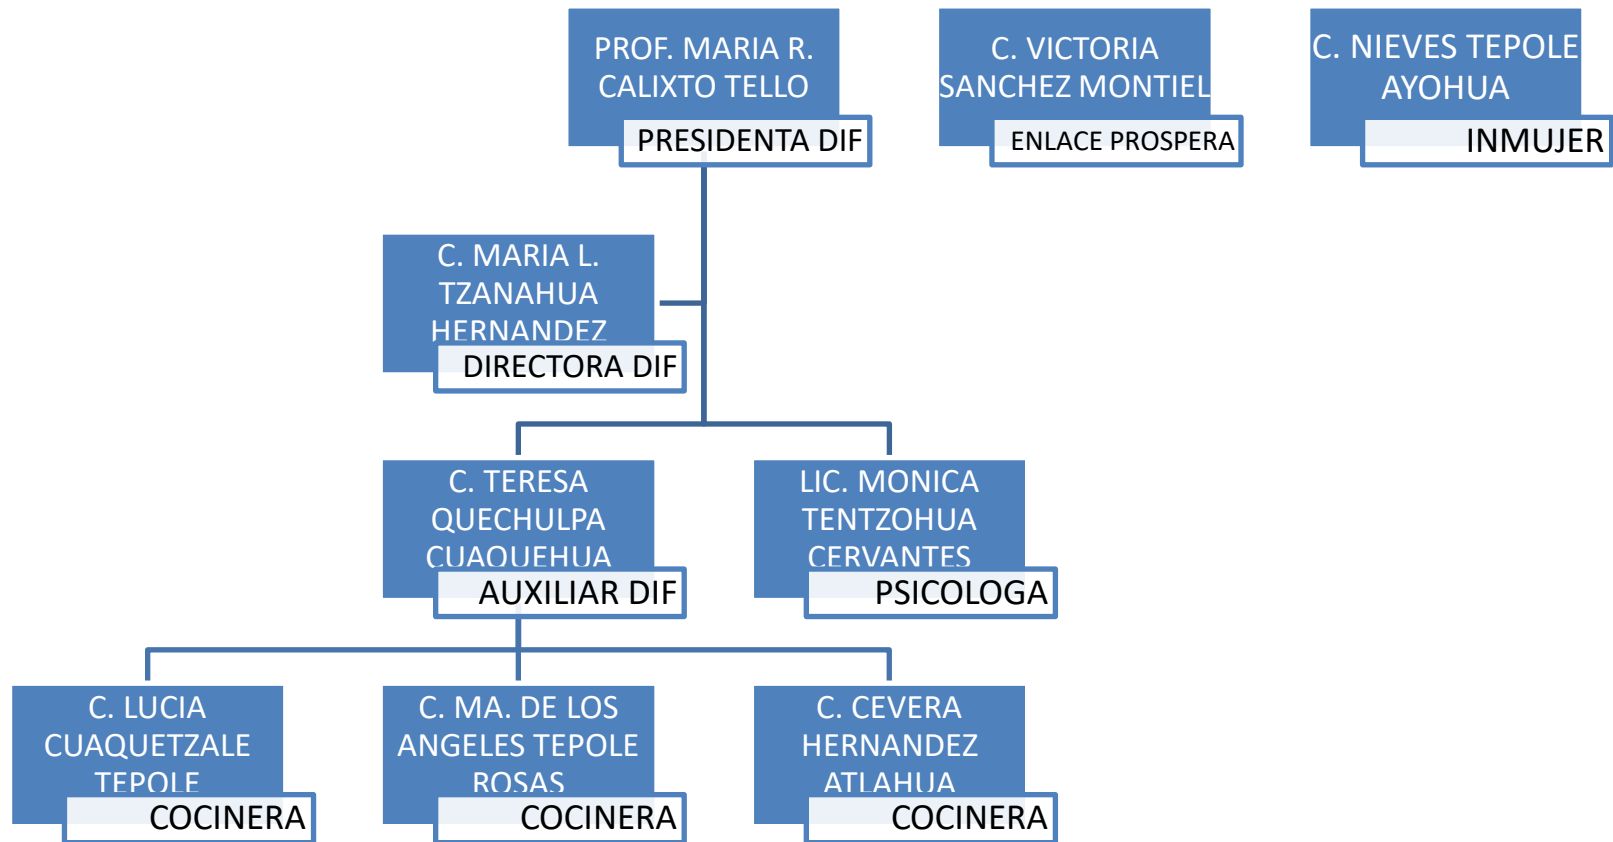 PROF. MARIA R.
CALIXTO TELLO
PRESIDENTA DIF
C. VICTORIA
SANCHEZ MONTIEL
ENLACE PROSPERA
C. NIEVES TEPOLE
AYOHUA
INMUJER
C. MARIA L.
TZANAHUA
HERNANDEZ
DIRECTORA DIF
C. TERESA
QUECHULPA
CUAQUEHUA
AUXILIAR DIF
LIC. MONICA
TENTZOHUA
CERVANTES
PSICOLOGA
C. LUCIA
CUAQUETZALE
TEPOLE
COCINERA
C. MA. DE LOS
ANGELES TEPOLE
ROSAS
COCINERA
C. CEVERA
HERNANDEZ
ATLAHUA
COCINERA